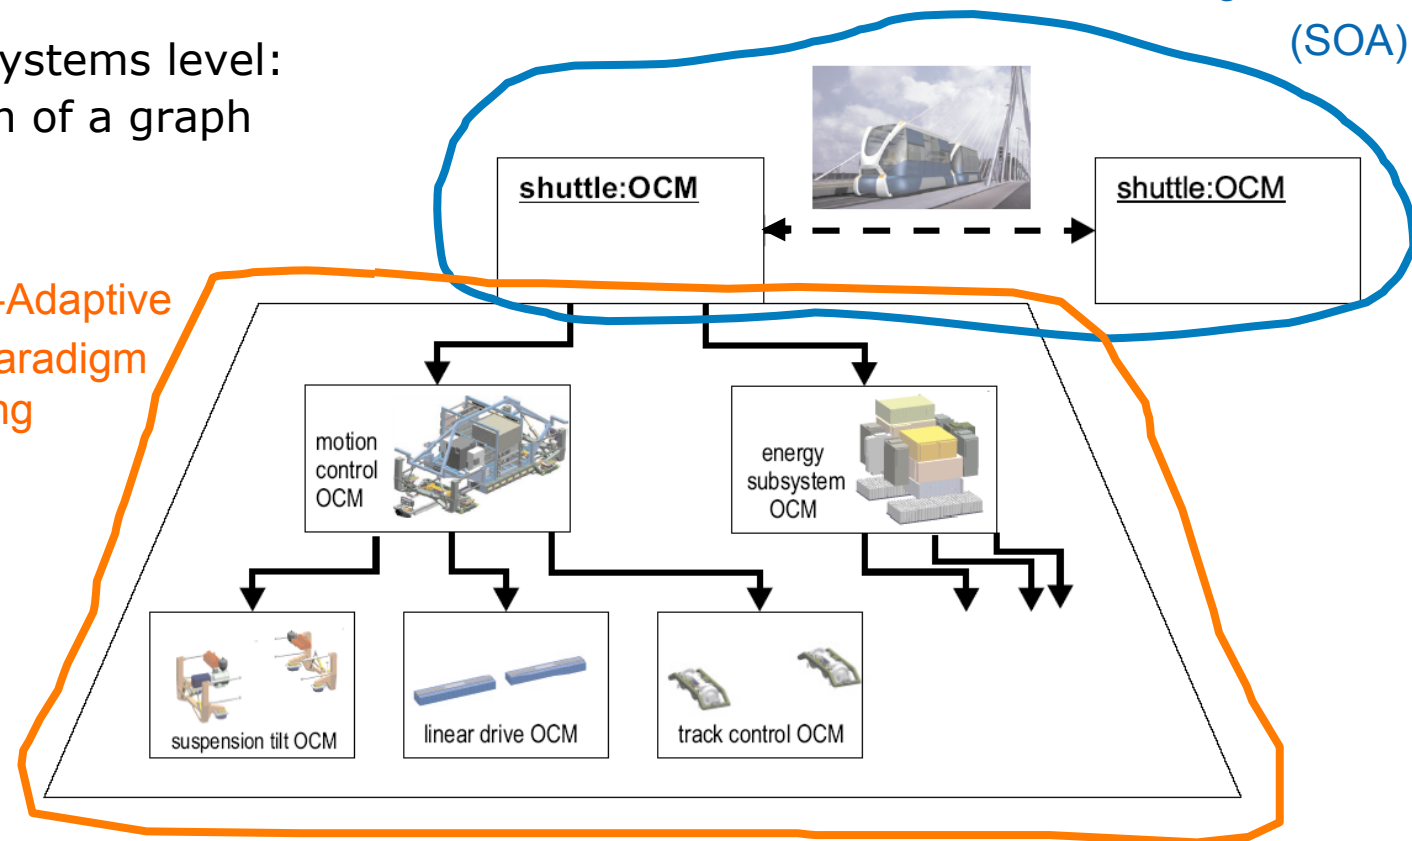 (SOA)
ystems level:
of a graph
shuttle:OCM
shuttle:OCM
-Adaptive
aradigm
ng
motion
control
OCM
energy
subsystem
OCM
suspension tilt OCM
linear drive OCM
track control OCM